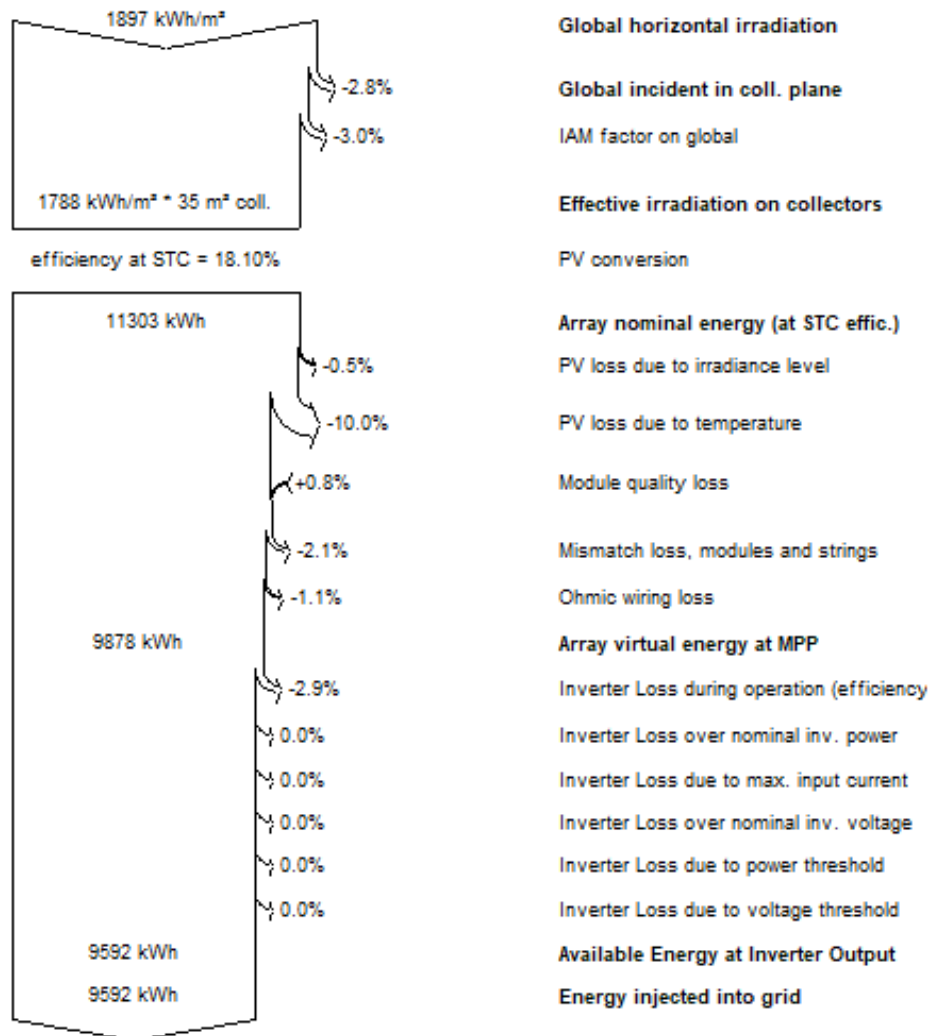 1897 kWh/m² Global horizontal irradiation
-2.8% Global incident in coll. plane
-3.0% IAM factor on global
1788 kWh/m² * 35 m² coll. Effective irradiation on collectors
efficiency at STC = 18.10% PV conversion
11303 kWh Array nominal energy (at STC effic.)
-0.5% PV loss due to irradiance level
-10.0% PV loss due to temperature
+0.8% Module quality loss
-2.1% Mismatch loss, modules and strings
-1.1% Ohmic wiring loss
9878 kWh Array virtual energy at MPP
-2.9% Inverter Loss during operation (efficiency
0.0% Inverter Loss over nominal inv. power
0.0% Inverter Loss due to max. input current
0.0% Inverter Loss over nominal inv. voltage
0.0% Inverter Loss due to power threshold
0.0% Inverter Loss due to voltage threshold
9592 kWh Available Energy at Inverter Output
9592 kWh Energy injected into grid